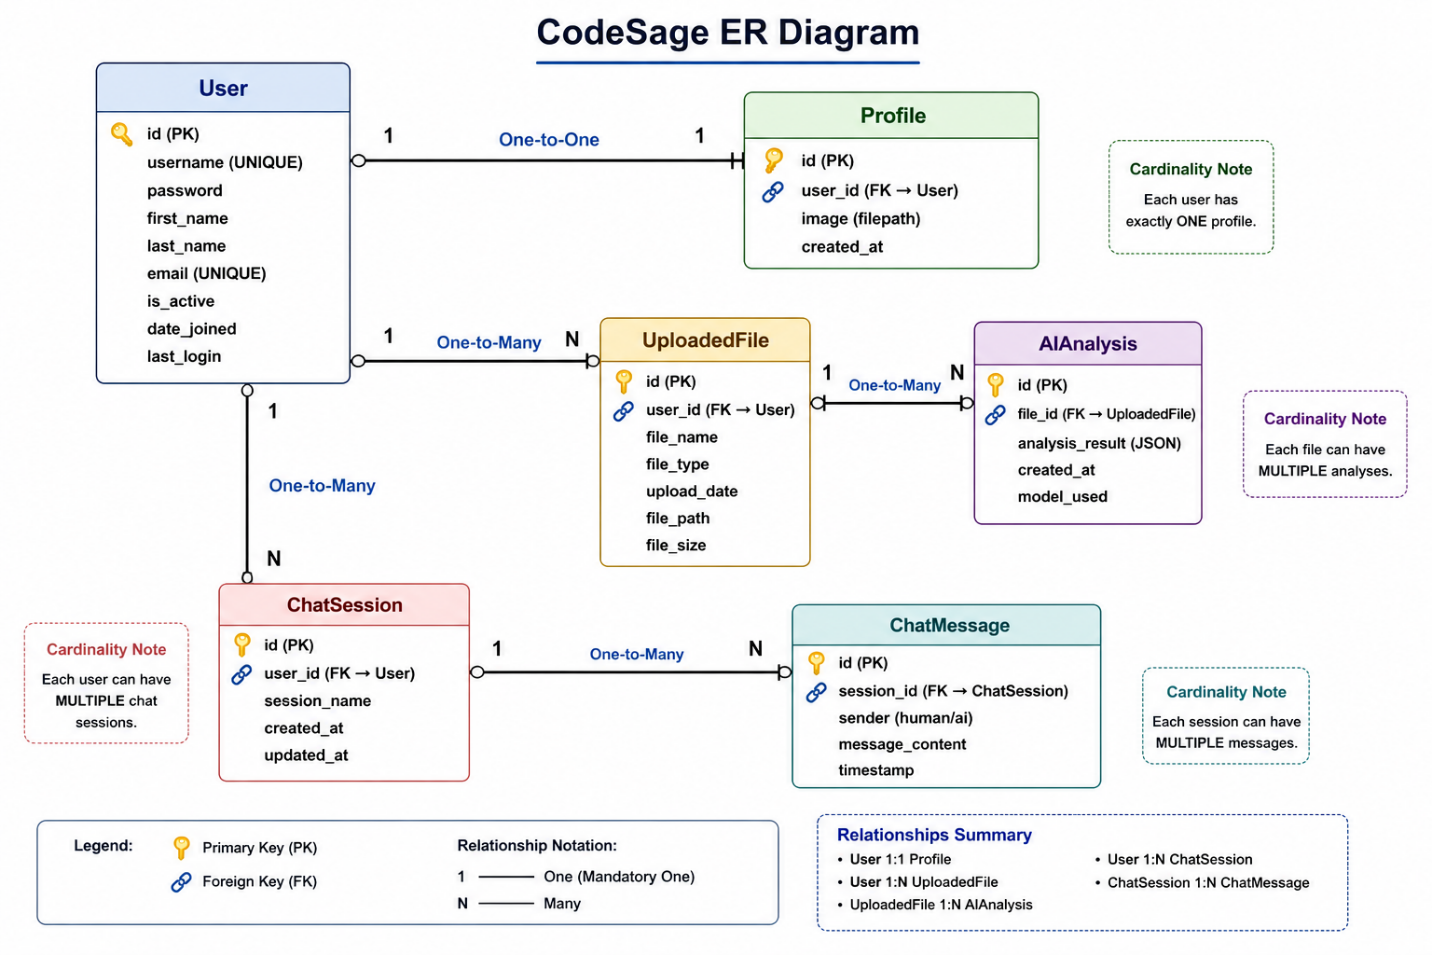 CodeSage ER Diagram
User
id (PK)
username (UNIQUE)
password
first_name
last_name
email (UNIQUE)
is_active
date_joined
last_login
1
One-to-One
1
Profile
id (PK)
user_id (FK → User)
image (filepath)
created_at
Cardinality Note
Each user has
exactly ONE profile.
1
One-to-Many
N
UploadedFile
id (PK)
user_id (FK → User)
file_name
file_type
upload_date
file_path
file_size
1
One-to-Many
N
AIAnalysis
id (PK)
file_id (FK → UploadedFile)
analysis_result (JSON)
created_at
model_used
Cardinality Note
Each file can have
MULTIPLE analyses.
1
One-to-Many
N
Cardinality Note
Each user can have
MULTIPLE chat
sessions.
ChatSession
id (PK)
user_id (FK → User)
session_name
created_at
updated_at
1
One-to-Many
N
ChatMessage
id (PK)
session_id (FK → ChatSession)
sender (human/ai)
message_content
timestamp
Cardinality Note
Each session can have
MULTIPLE messages.
Legend:
Primary Key (PK)
Foreign Key (FK)
Relationship Notation:
1 One (Mandatory One)
N Many
Relationships Summary
• User 1:1 Profile
• User 1:N UploadedFile
• UploadedFile 1:N AIAnalysis
• User 1:N ChatSession
• ChatSession 1:N ChatMessage